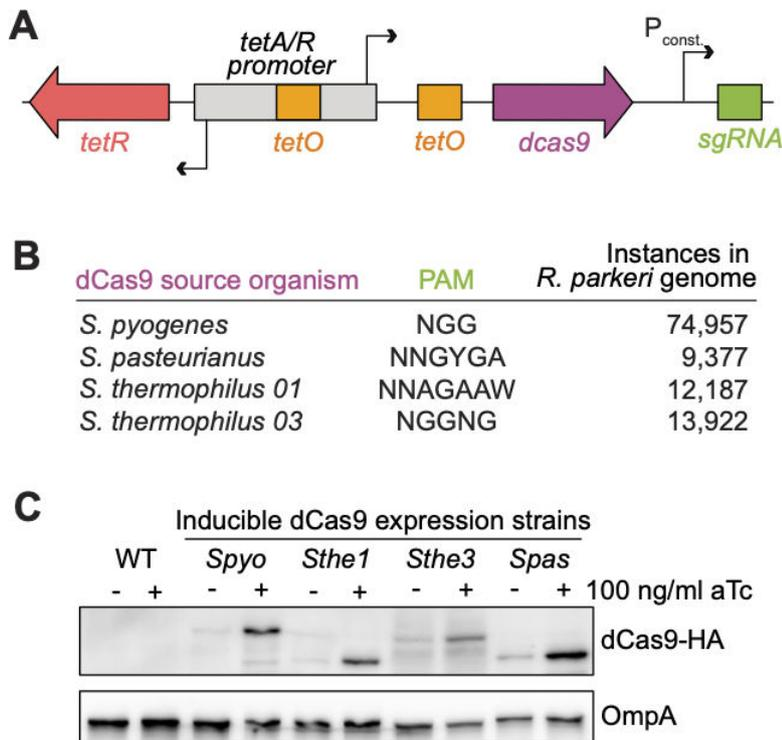 A
tetA/R
promoter
Pconst.
tetR
tetO
tetO
dcas9
sgRNA
B
dCas9 source organism PAM Instances in R. parkeri genome
S. pyogenes NGG 74,957
S. pasteurianus NNGYGA 9,377
S. thermophilus 01 NNAGAAW 12,187
S. thermophilus 03 NGGNG 13,922
C
Inducible dCas9 expression strains
WT Spyo Sthe1 Sthe3 Spas
- + - + - + - + - + 100 ng/ml aTc
dCas9-HA
OmpA